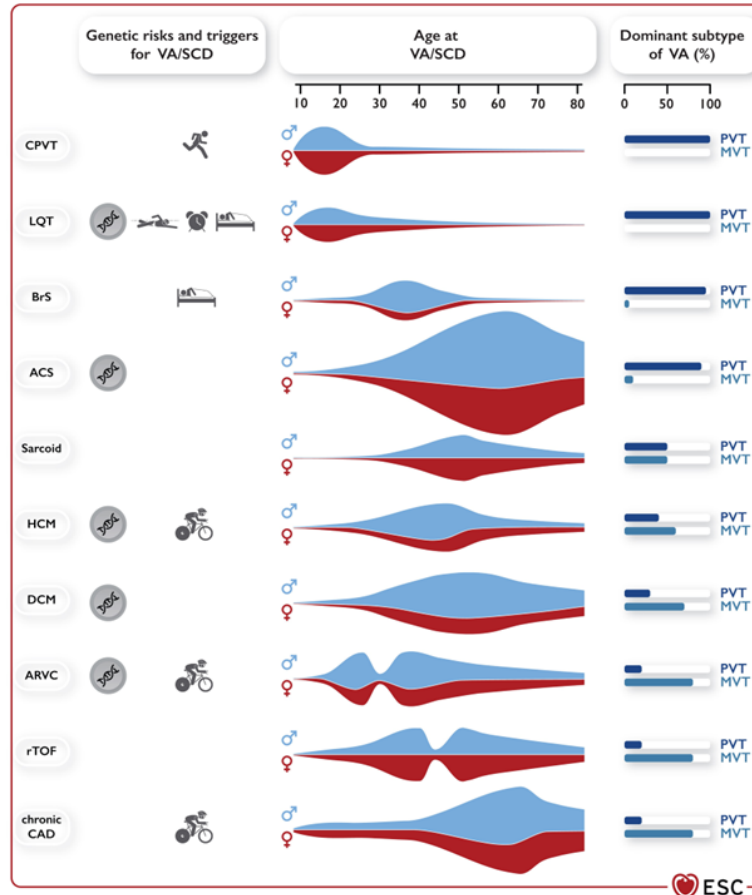 Genetic risks and triggers
for VA/SCD
Age at
VA/SCD
Dominant subtype
of VA (%)
10 20 30 40 50 60 70 80
0 50 100
CPVT
♂
♀
PVT
MVT
LQT
♂
♀
PVT
MVT
BrS
♂
♀
PVT
MVT
ACS
♂
♀
PVT
MVT
Sarcoid
♂
♀
PVT
MVT
HCM
♂
♀
PVT
MVT
DCM
♂
♀
PVT
MVT
ARVC
♂
♀
PVT
MVT
rTOF
♂
♀
PVT
MVT
chronic
CAD
♂
♀
PVT
MVT
ESC